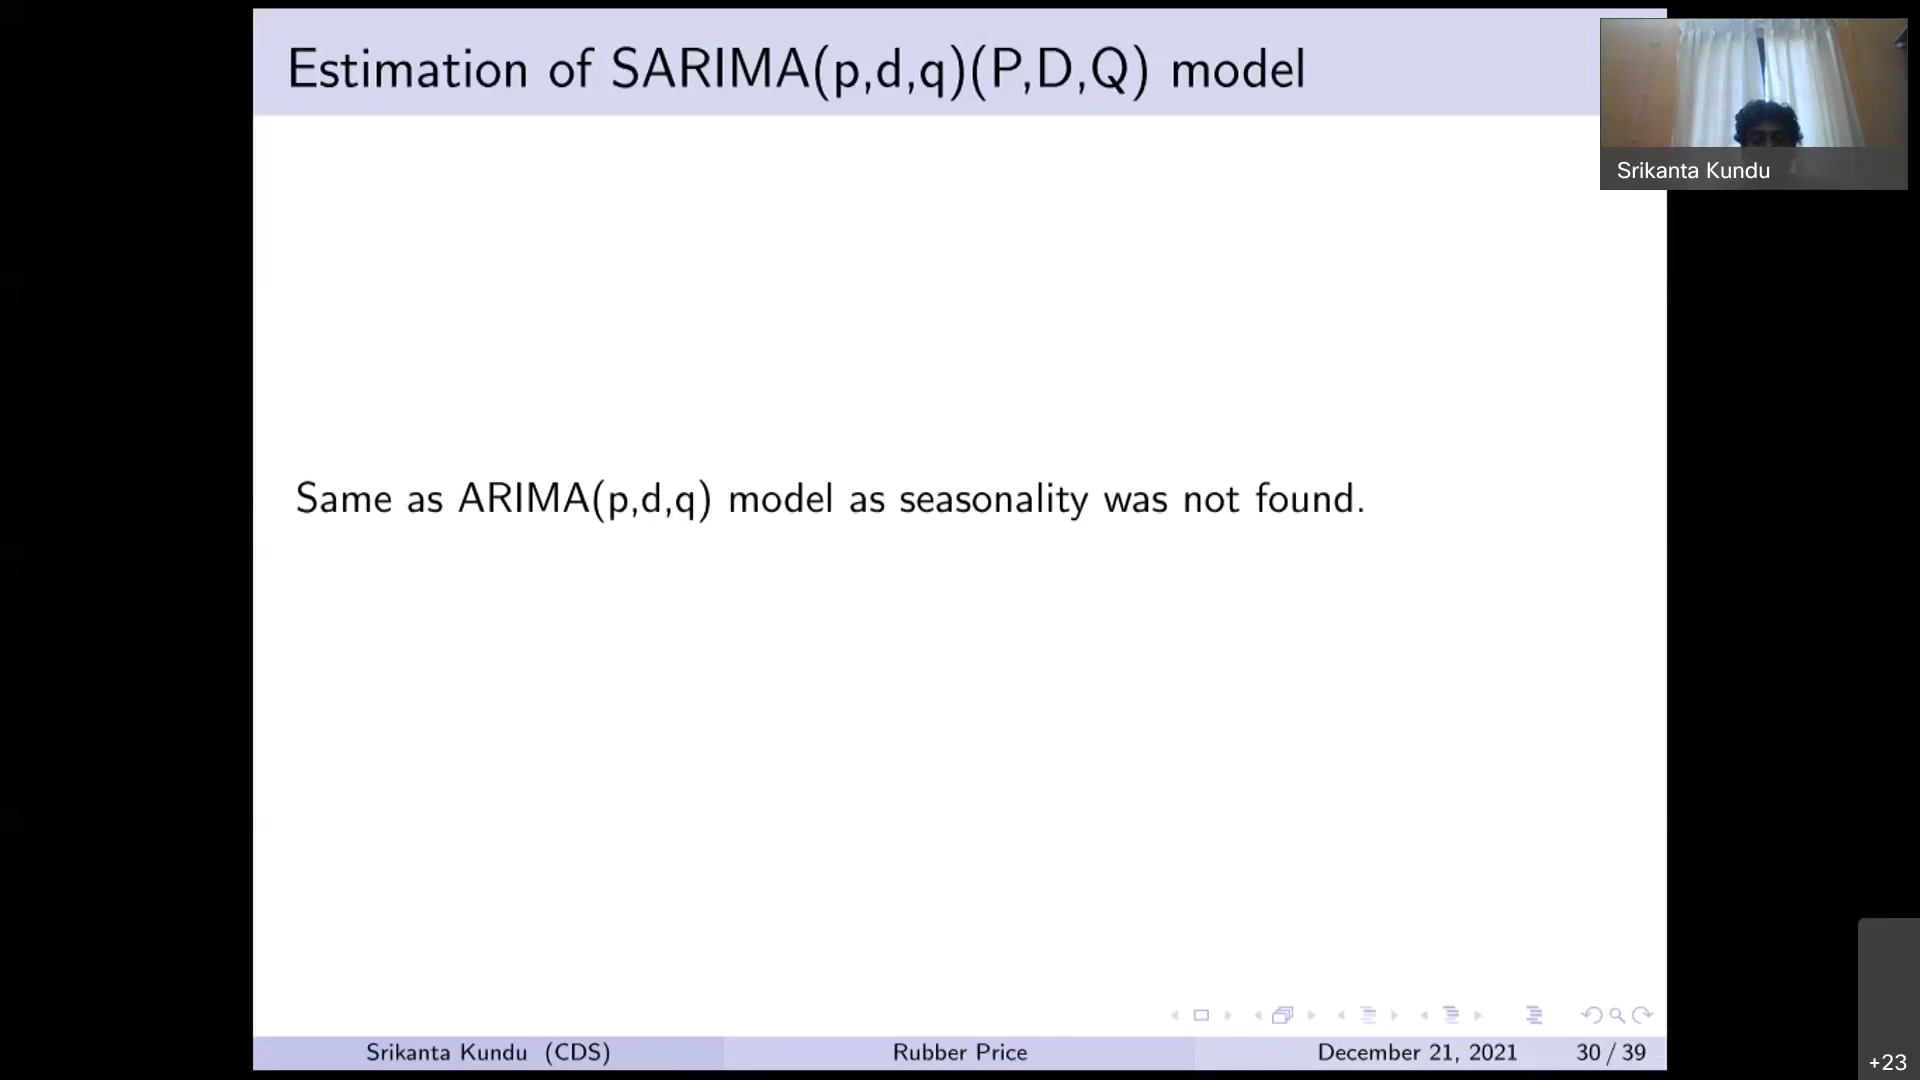 Estimation of SARIMA(p,d,q)(P,D,Q) model
Srikanta Kundu
Same as ARIMA(p,d,q) model as seasonality was not found.
Srikanta Kundu (CDS)
Rubber Price
December 21, 2021
30 / 39
+23